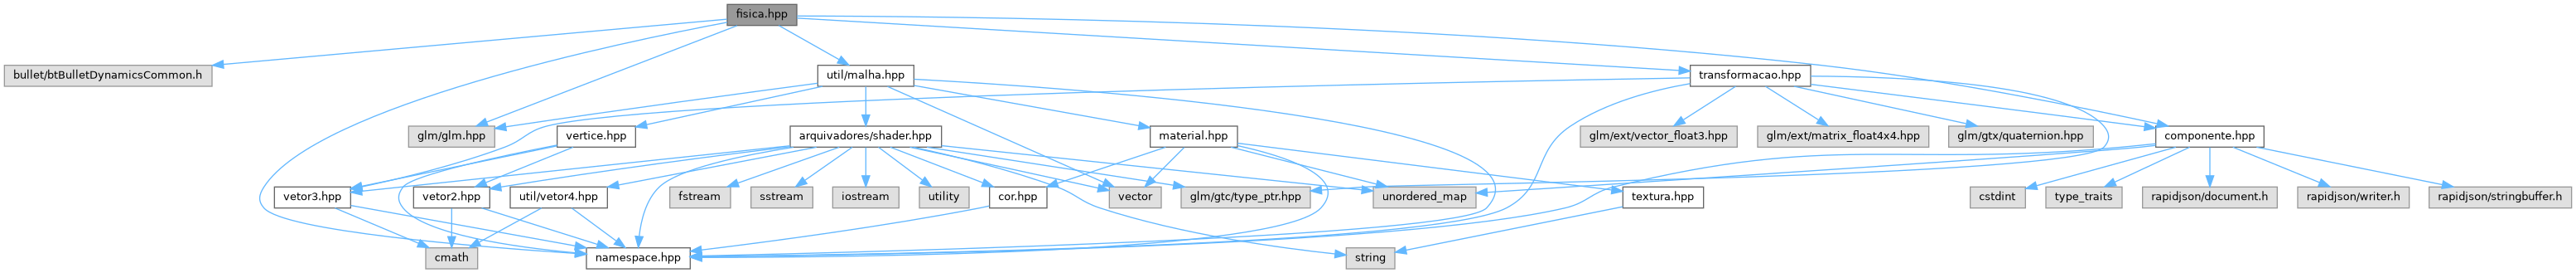 fisica.hpp
bullet/btBulletDynamicsCommon.h
util/malha.hpp
transformacao.hpp
glm/glm.hpp
vertice.hpp
arquivadores/shader.hpp
material.hpp
glm/ext/vector_float3.hpp
glm/ext/matrix_float4x4.hpp
glm/gtx/quaternion.hpp
componente.hpp
vetor3.hpp
vetor2.hpp
util/vetor4.hpp
fstream
sstream
iostream
utility
cor.hpp
vector
glm/gtc/type_ptr.hpp
unordered_map
textura.hpp
cstdint
type_traits
rapidjson/document.h
rapidjson/writer.h
rapidjson/stringbuffer.h
cmath
namespace.hpp
string